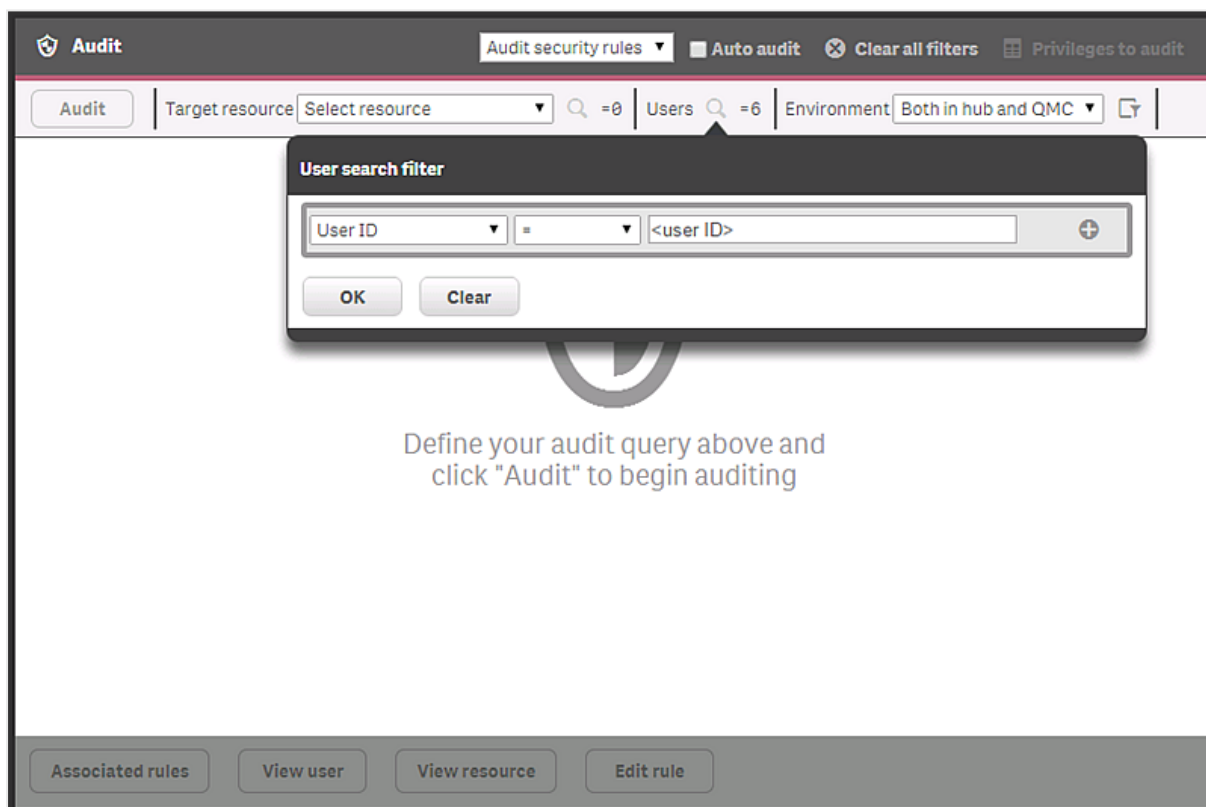 Audit Audit security rules Auto audit Clear all filters Privileges to audit
Audit Target resource Select resource =0 Users =6 Environment Both in hub and QMC
User search filter
User ID = <user ID>
OK Clear
Define your audit query above and
click "Audit" to begin auditing
Associated rules View user View resource Edit rule